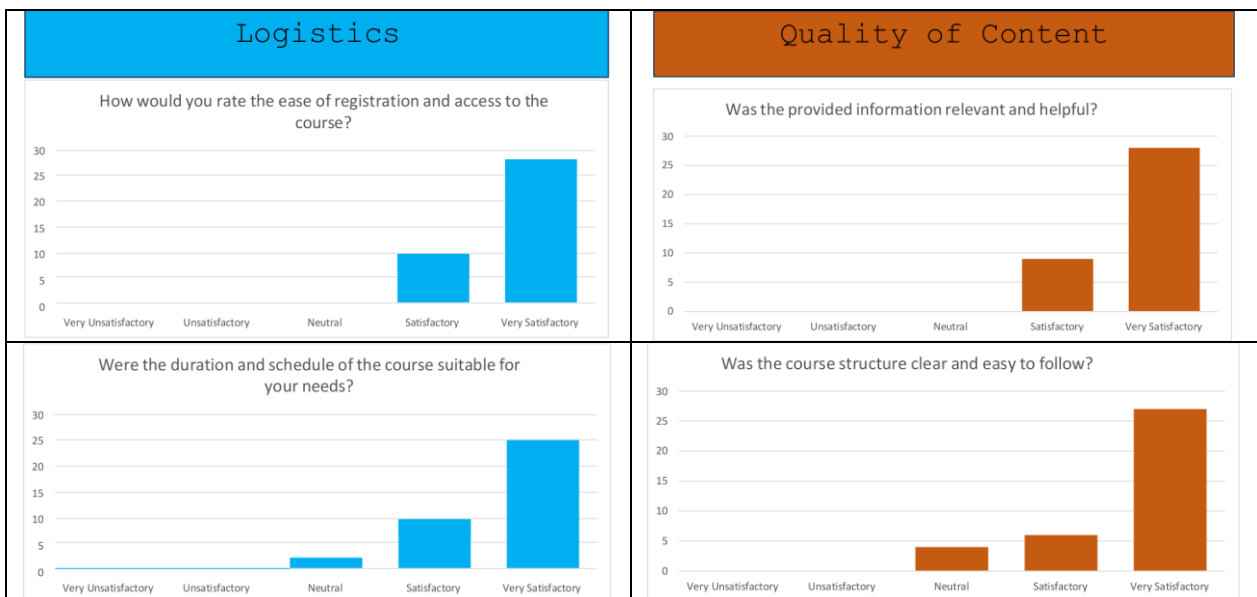 Logistics
How would you rate the ease of registration and access to the
course?
30
25
20
15
10
5
0
Very Unsatisfactory Unsatisfactory Neutral Satisfactory Very Satisfactory
Quality of Content
Was the provided information relevant and helpful?
30
25
20
15
10
5
0
Very Unsatisfactory Unsatisfactory Neutral Satisfactory Very Satisfactory
Were the duration and schedule of the course suitable for
your needs?
30
25
20
15
10
5
0
Very Unsatisfactory Unsatisfactory Neutral Satisfactory Very Satisfactory
Was the course structure clear and easy to follow?
30
25
20
15
10
5
0
Very Unsatisfactory Unsatisfactory Neutral Satisfactory Very Satisfactory